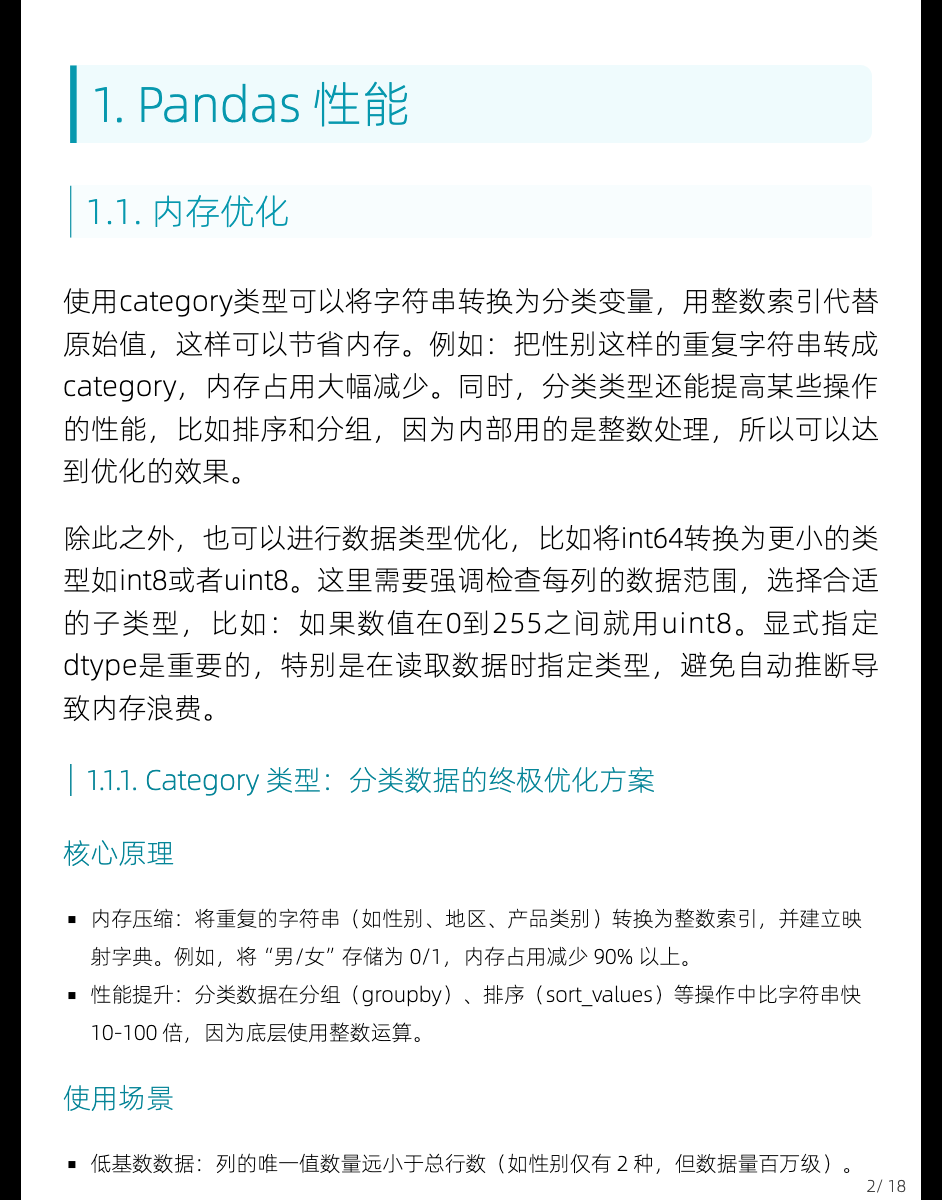 1. Pandas 性能
1.1. 内存优化
使用category类型可以将字符串转换为分类变量，用整数索引代替
原始值，这样可以节省内存。例如：把性别这样的重复字符串转成
category，内存占用大幅减少。同时，分类类型还能提高某些操作
的性能，比如排序和分组，因为内部用的是整数处理，所以可以达
到优化的效果。
除此之外，也可以进行数据类型优化，比如将int64转换为更小的类
型如int8或者uint8。这里需要强调检查每列的数据范围，选择合适
的子类型，比如：如果数值在0到255之间就用uint8。显式指定
dtype是重要的，特别是在读取数据时指定类型，避免自动推断导
致内存浪费。
1.1.1. Category 类型：分类数据的终极优化方案
核心原理
▪ 内存压缩：将重复的字符串（如性别、地区、产品类别）转换为整数索引，并建立映
射字典。例如，将“男/女”存储为 0/1，内存占用减少 90% 以上。
▪ 性能提升：分类数据在分组（groupby）、排序（sort_values）等操作中比字符串快
10-100 倍，因为底层使用整数运算。
使用场景
▪ 低基数数据：列的唯一值数量远小于总行数（如性别仅有 2 种，但数据量百万级）。
2/ 18